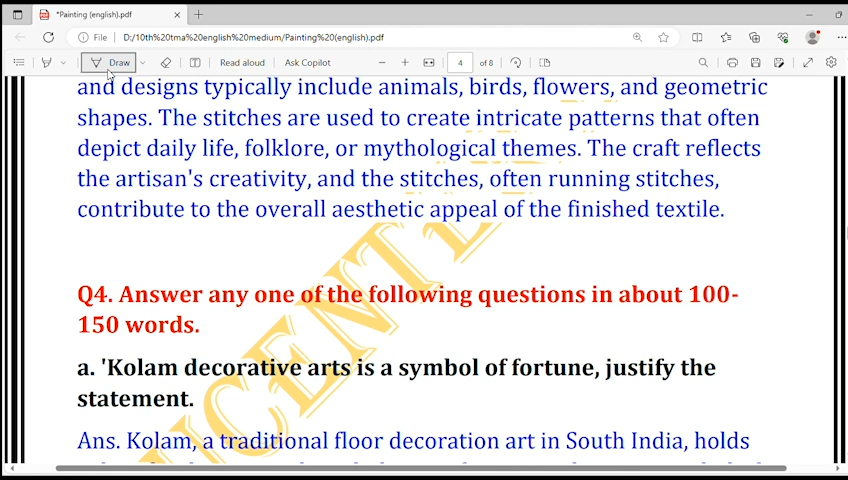 *Painting (english).pdf
File D:/10th%20tma%20english%20medium/Painting%20(english).pdf
Draw Read aloud Ask Copilot 4 of 8
and designs typically include animals, birds, flowers, and geometric
shapes. The stitches are used to create intricate patterns that often
depict daily life, folklore, or mythological themes. The craft reflects
the artisan's creativity, and the stitches, often running stitches,
contribute to the overall aesthetic appeal of the finished textile.
Q4. Answer any one of the following questions in about 100-
150 words.
a. 'Kolam decorative arts is a symbol of fortune, justify the
statement.
Ans. Kolam, a traditional floor decoration art in South India, holds